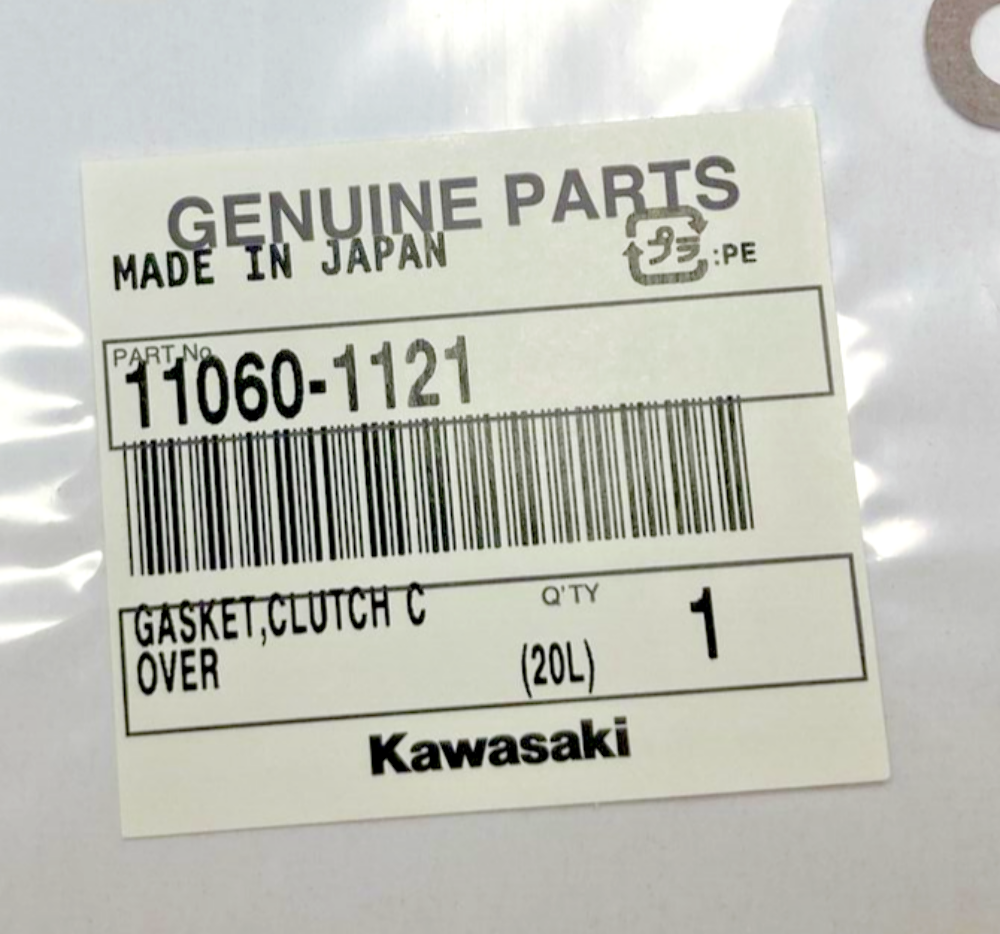 GENUINE PARTS
MADE IN JAPAN
プラ :PE
PART No.
11060-1121
GASKET,CLUTCH C
OVER
Q'TY
(20L)
1
Kawasaki